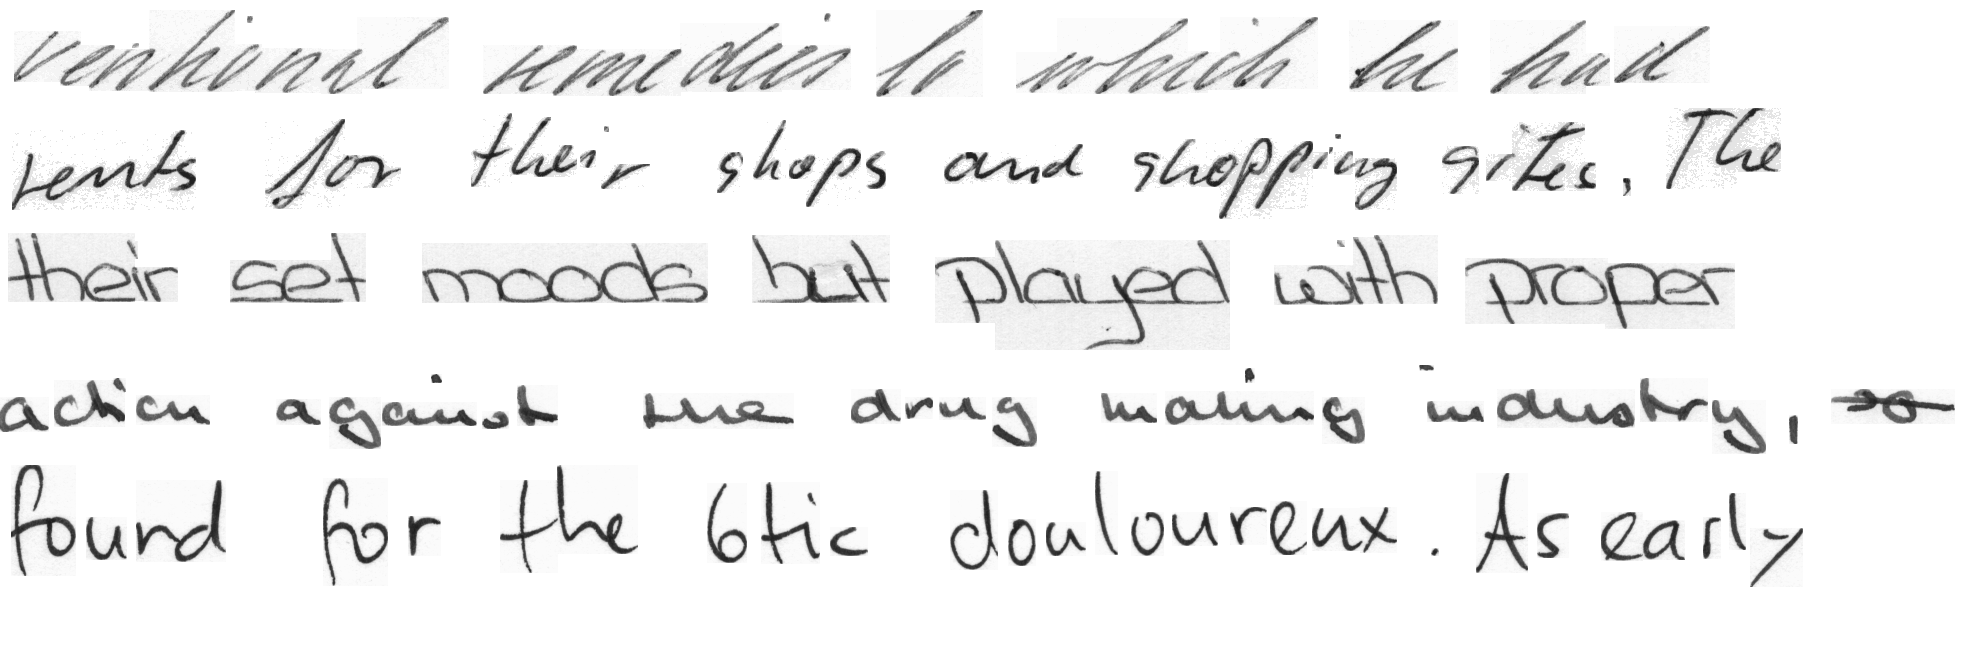 ventional remedies to which he had
rents for their shops and shopping sites. The
their set moods but played with proper
action against the drug making industry,
found for the 6tic douloureux. As early